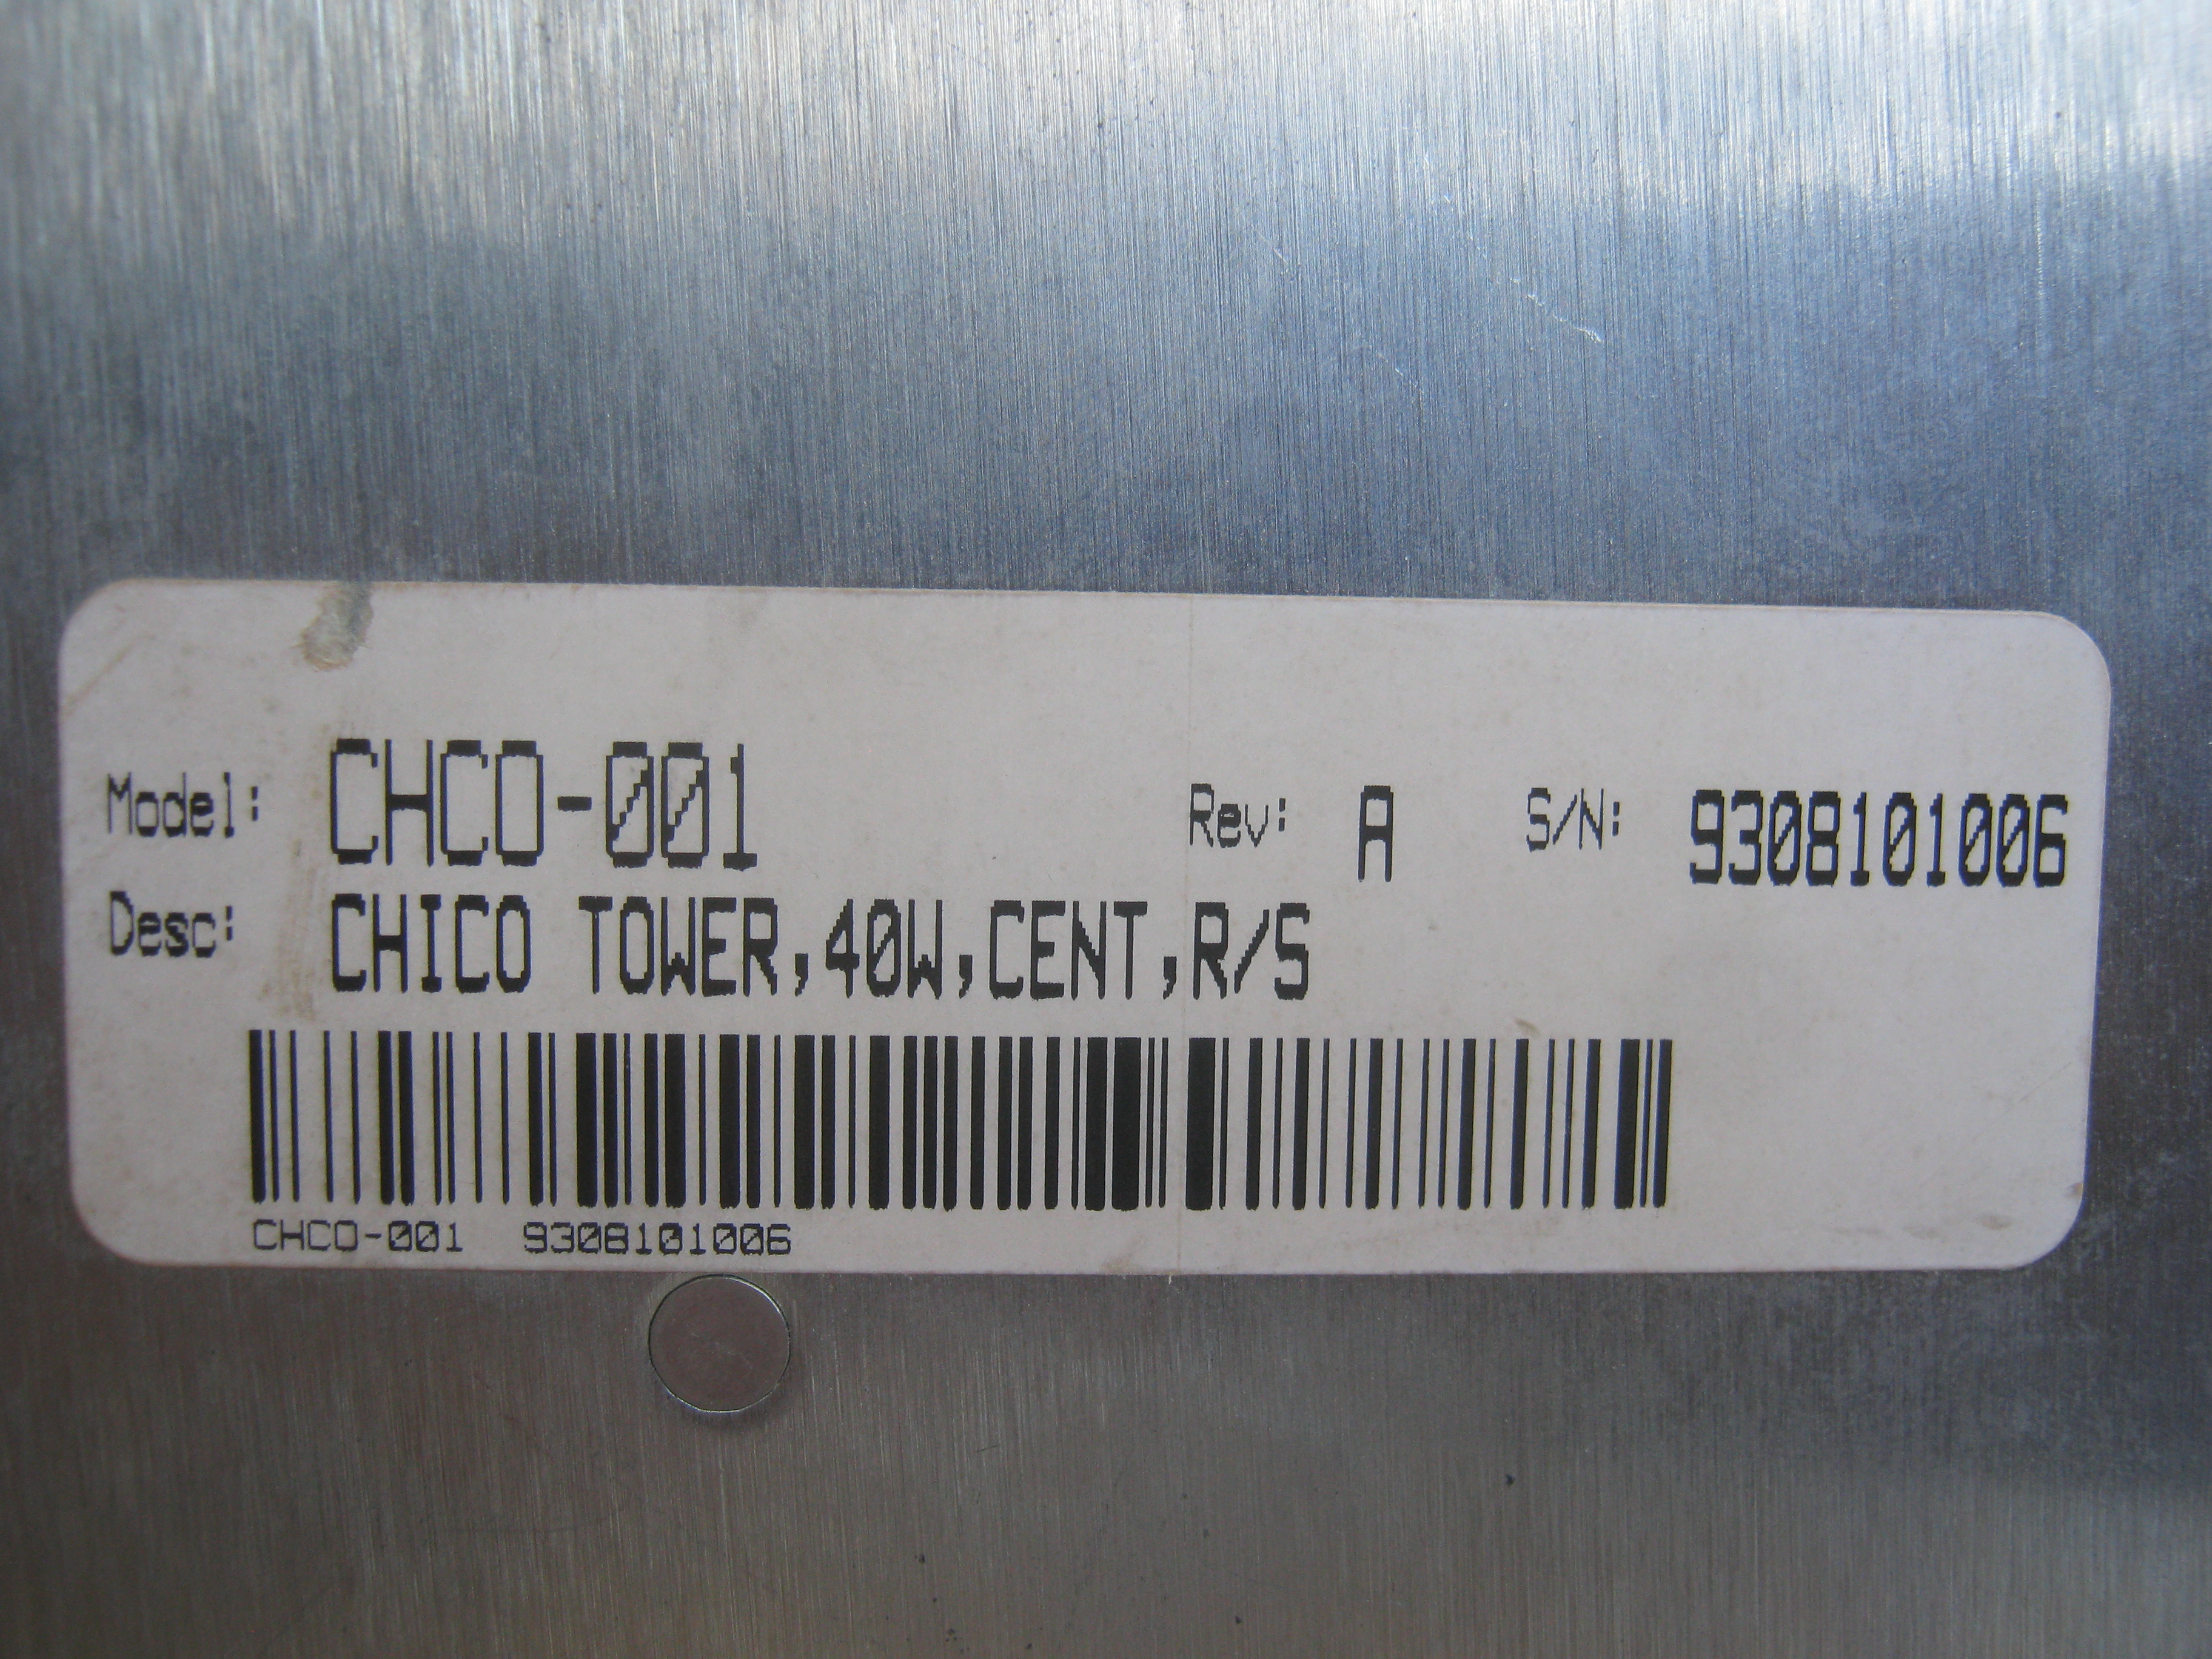 Model: CHCO-001 Rev: A S/N: 9308101006
Desc: CHICO TOWER,40W,CENT,R/S
CHCO-001 9308101006